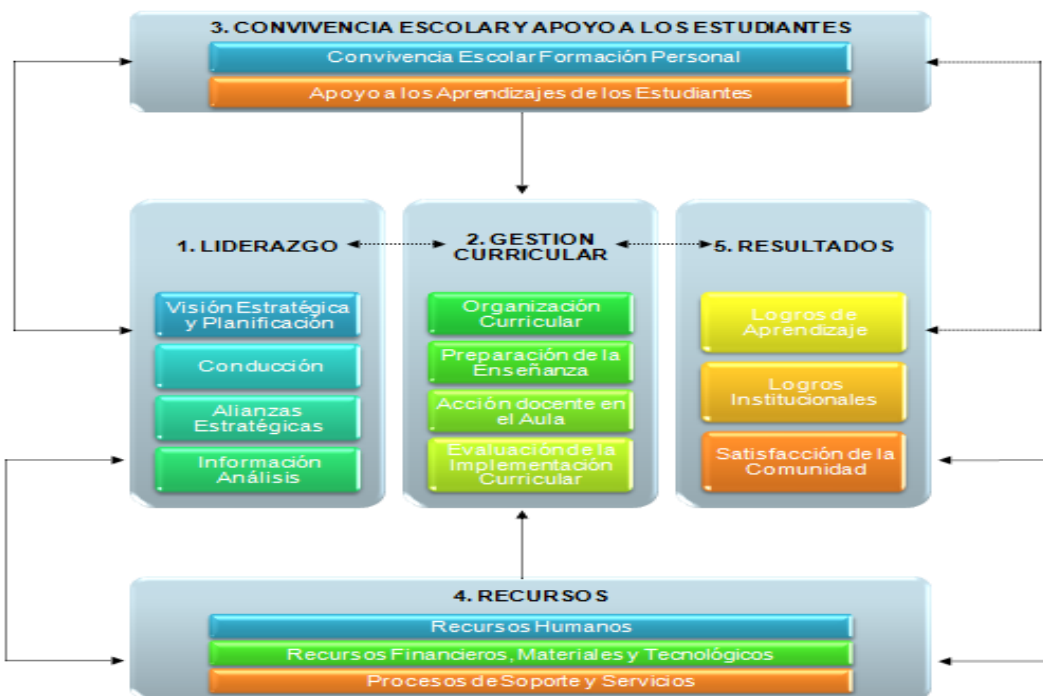 3. CONVIVENCIA ESCOLAR Y APOYO A LOS ESTUDIANTES
Convivencia Escolar Formación Personal
Apoyo a los Aprendizajes de los Estudiantes
1. LIDERAZGO
Visión Estratégica
y Planificación
Conducción
Alianzas
Estratégicas
Información
Análisis
2. GESTION
CURRICULAR
Organización
Curricular
Preparación de la
Enseñanza
Acción docente en
el Aula
Evaluación de la
Implementación
Curricular
5. RESULTADOS
Logros de
Aprendizaje
Logros
Institucionales
Satisfacción de la
Comunidad
4. RECURSOS
Recursos Humanos
Recursos Financieros, Materiales y Tecnológicos
Procesos de Soporte y Servicios